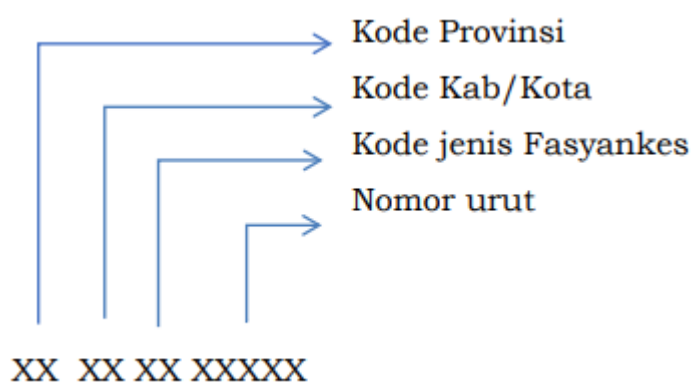 Kode Provinsi
Kode Kab/Kota
Kode jenis Fasyankes
Nomor urut
XX XX XX XXXXX